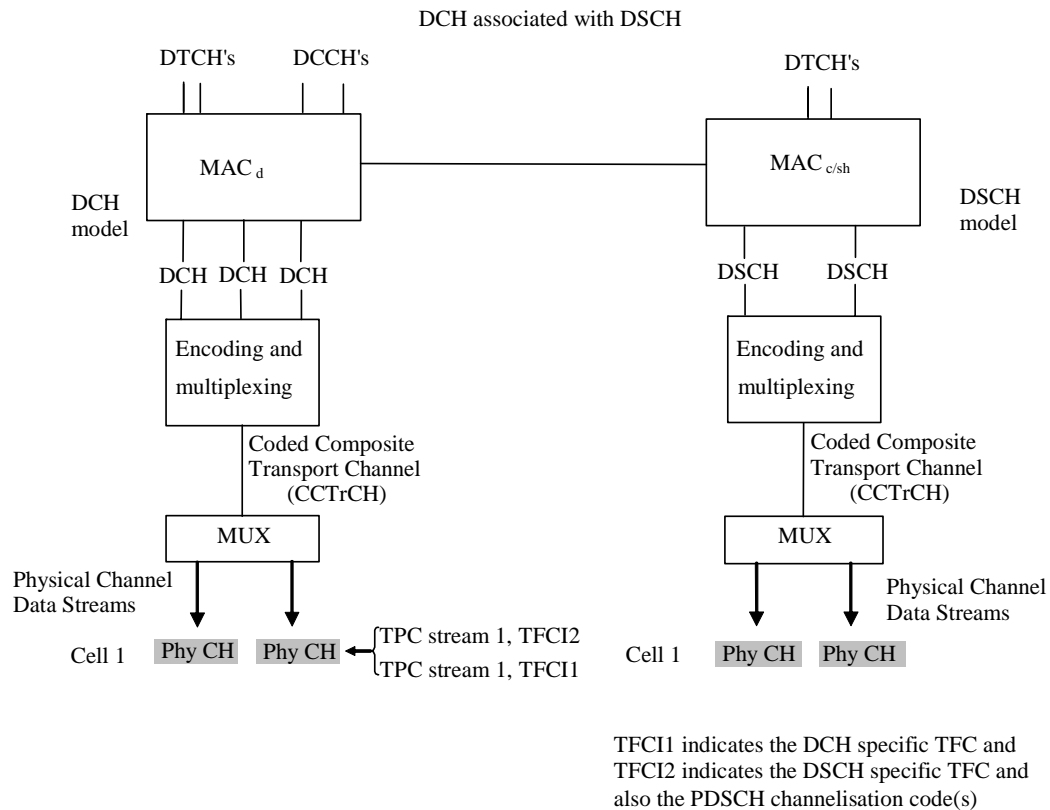 DCH associated with DSCH
DTCH's
DCCH's
DTCH's
MAC d
MAC c/sh
DCH
model
DSCH
model
DCH
DCH
DCH
DSCH
DSCH
Encoding and
multiplexing
Encoding and
multiplexing
Coded Composite
Transport Channel
(CCTrCH)
Coded Composite
Transport Channel
(CCTrCH)
MUX
MUX
Physical Channel
Data Streams
Physical Channel
Data Streams
Cell 1
Phy CH
Phy CH
TPC stream 1, TFCI2
TPC stream 1, TFCI1
Cell 1
Phy CH
Phy CH
TFCI1 indicates the DCH specific TFC and
TFCI2 indicates the DSCH specific TFC and
also the PDSCH channelisation code(s)